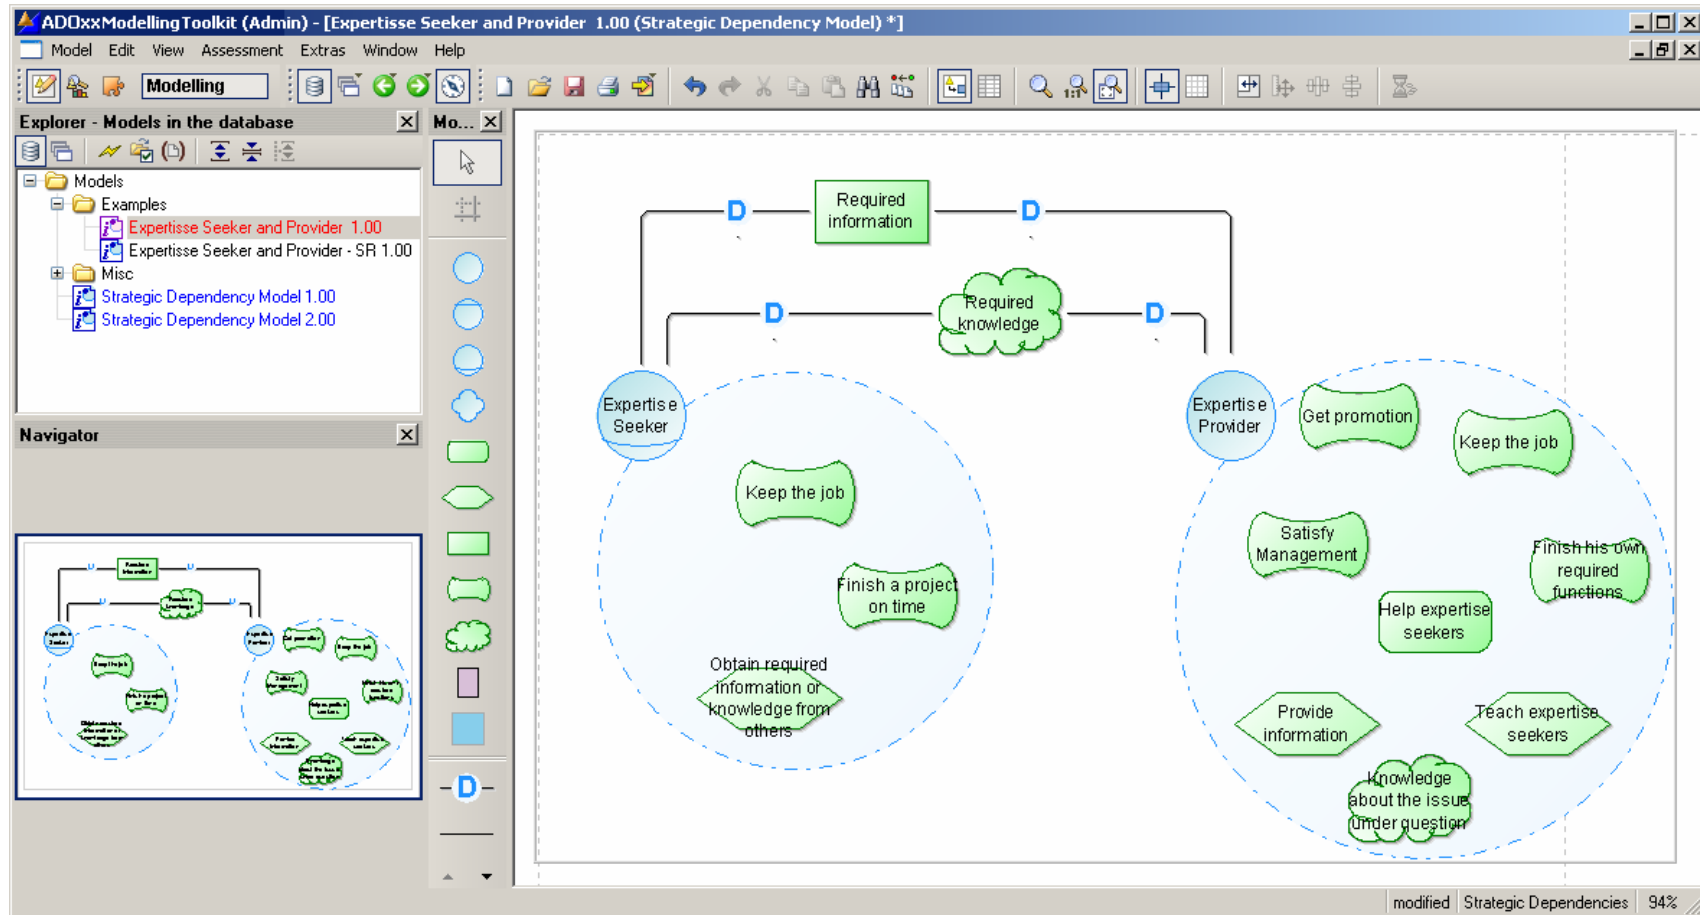 ADOxxModellingToolkit (Admin) - [Expertisse Seeker and Provider 1.00 (Strategic Dependency Model) *]
Model Edit View Assessment Extras Window Help
Modelling
Explorer - Models in the database
Mo...
Models
Examples
Expertisse Seeker and Provider 1.00
Expertisse Seeker and Provider - SR 1.00
Misc
Strategic Dependency Model 1.00
Strategic Dependency Model 2.00
Navigator
D
Required
information
D
D
Required
knowledge
D
Expertise
Seeker
Keep the job
Finish a project
on time
Obtain required
information or
knowledge from
others
Expertise
Provider
Get promotion
Keep the job
Satisfy
Management
Finish his own
required
functions
Help expertise
seekers
Provide
information
Teach expertise
seekers
Knowledge
about the issue
under question
D
modified Strategic Dependencies 94%